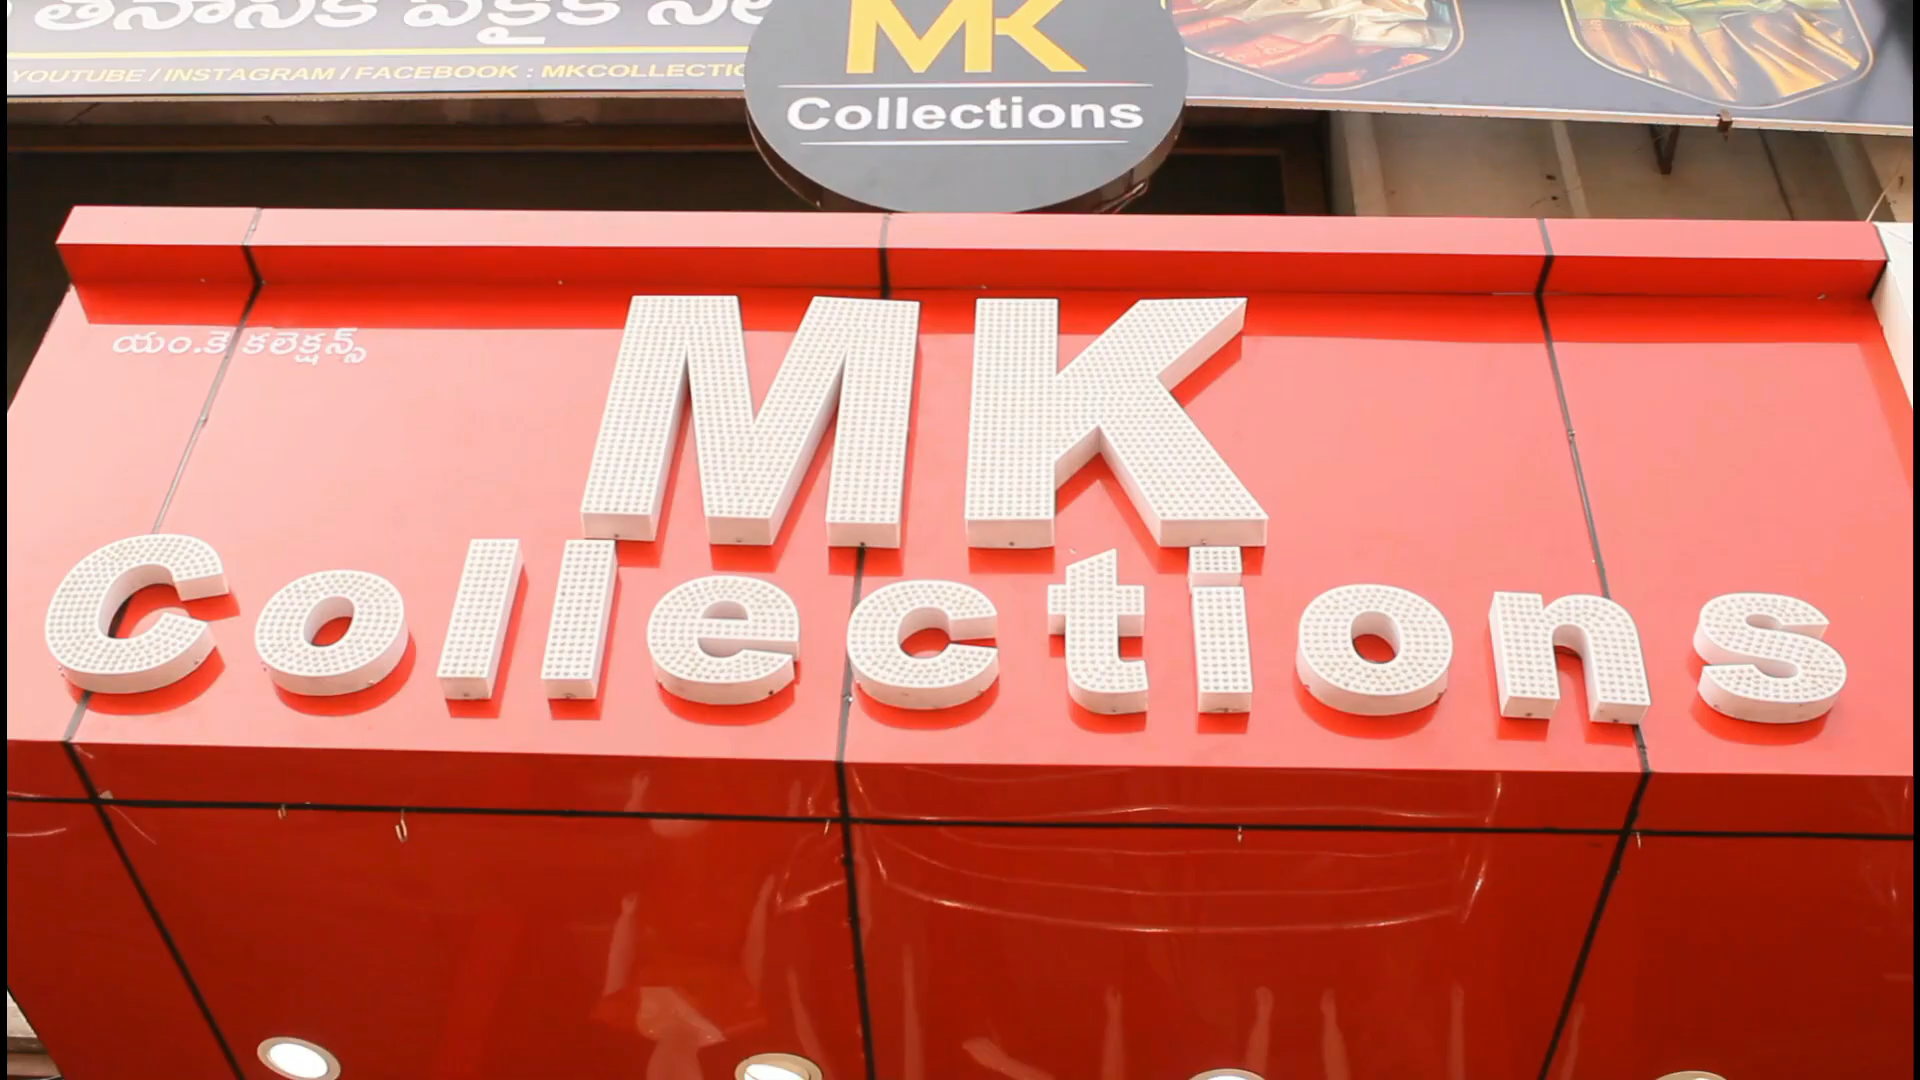 YOUTUBE / INSTAGRAM / FACEBOOK : MKCOLLECTIO
MK
Collections
యం.కె కలెక్షన్స్
MK
Collections